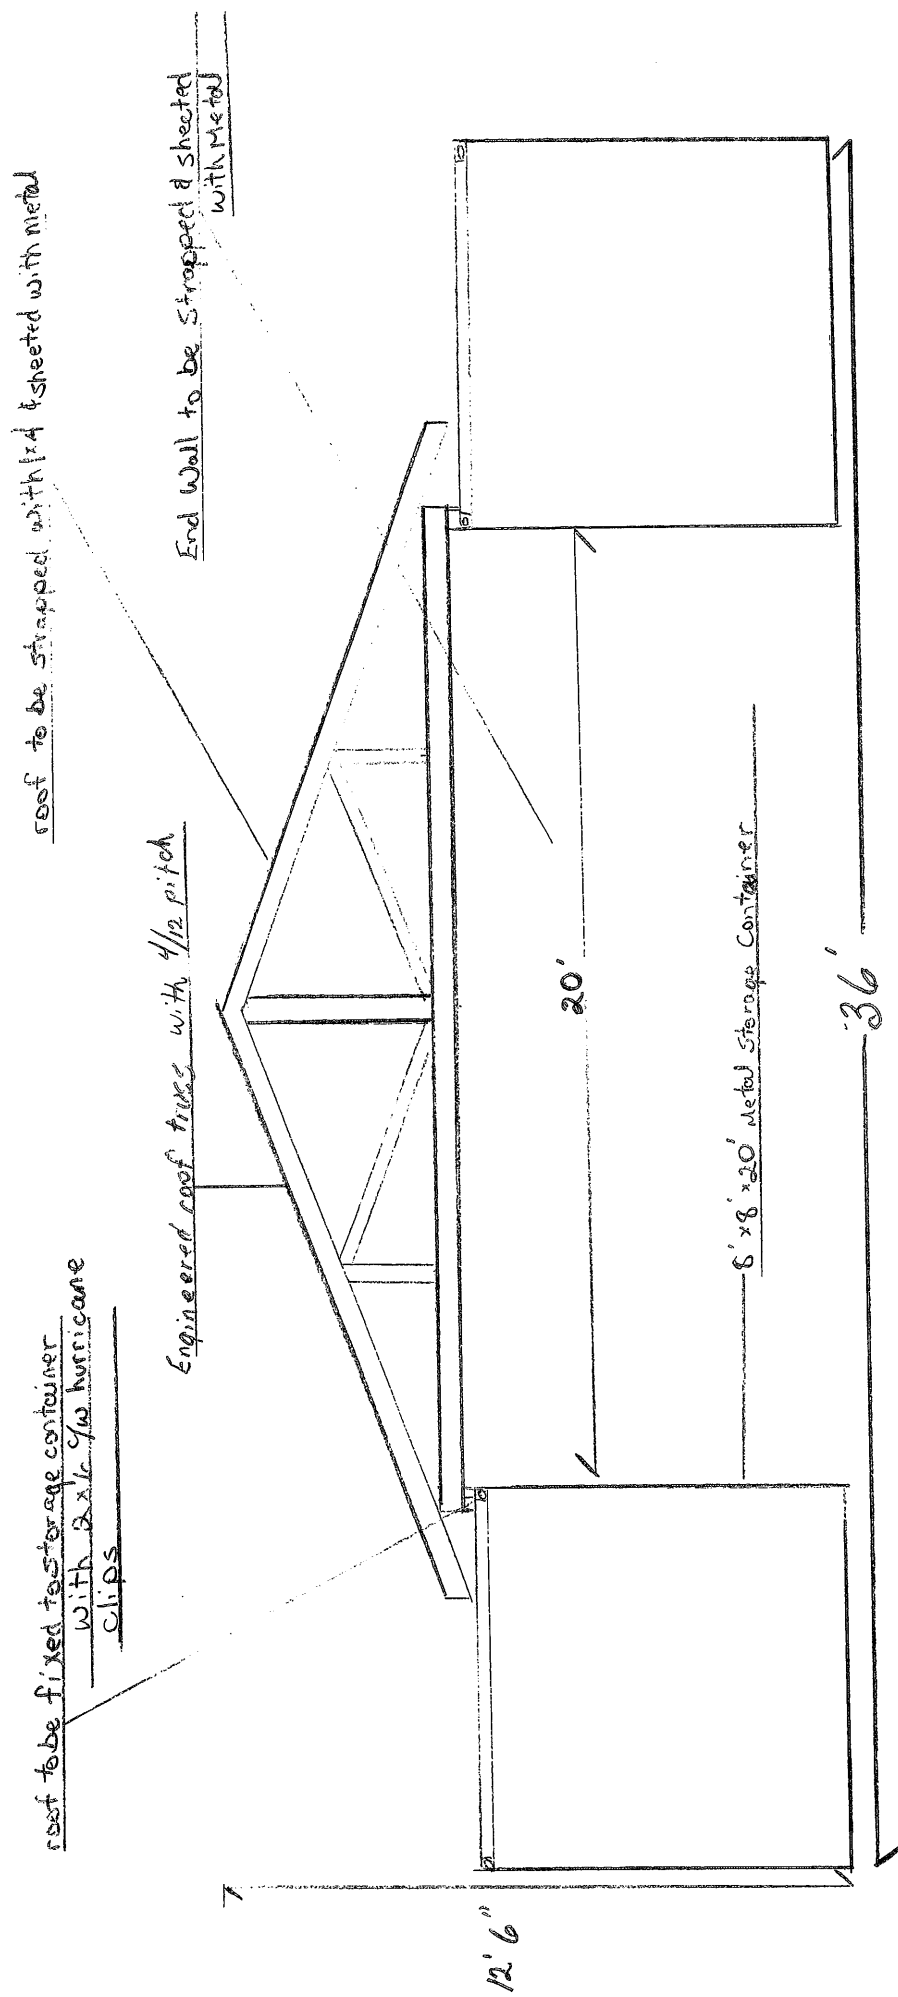 roof to be fixed to storage container
with 2x6 c/w hurricane
clips
Engineered roof truss with 4/12 pitch
roof to be strapped with 1x4 & sheeted with metal
End Wall to be strapped & sheeted
with Metal
20'
8'x8'x20' Metal Storage Container
36'
12'6"